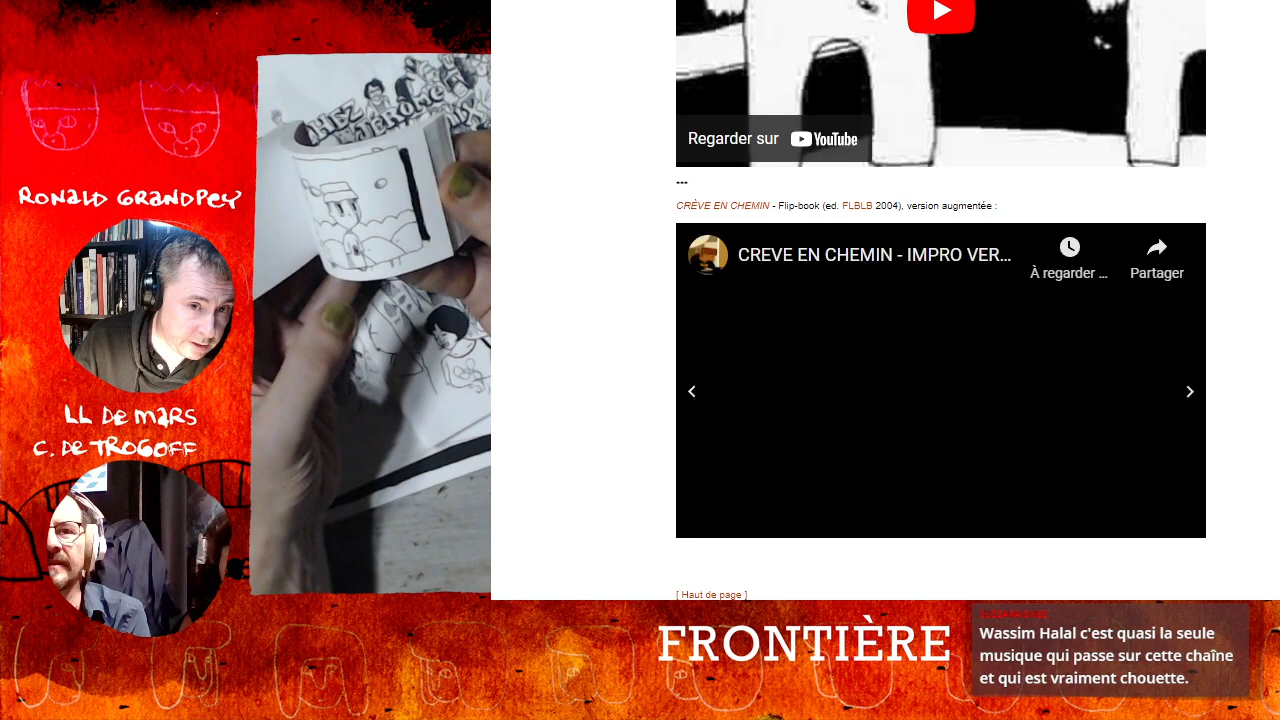 RONALD GRANDPEY
LL DE MARS
C. DE TROGOFF
HEZ
JÉRÔME
Regarder sur YouTube
---
CRÈVE EN CHEMIN - Flip-book (ed. FLBLB 2004), version augmentée :
CREVE EN CHEMIN - IMPRO VER...
À regarder ...
Partager
[ Haut de page ]
FRONTIÈRE
Wassim Halal c'est quasi la seule
musique qui passe sur cette chaîne
et qui est vraiment chouette.